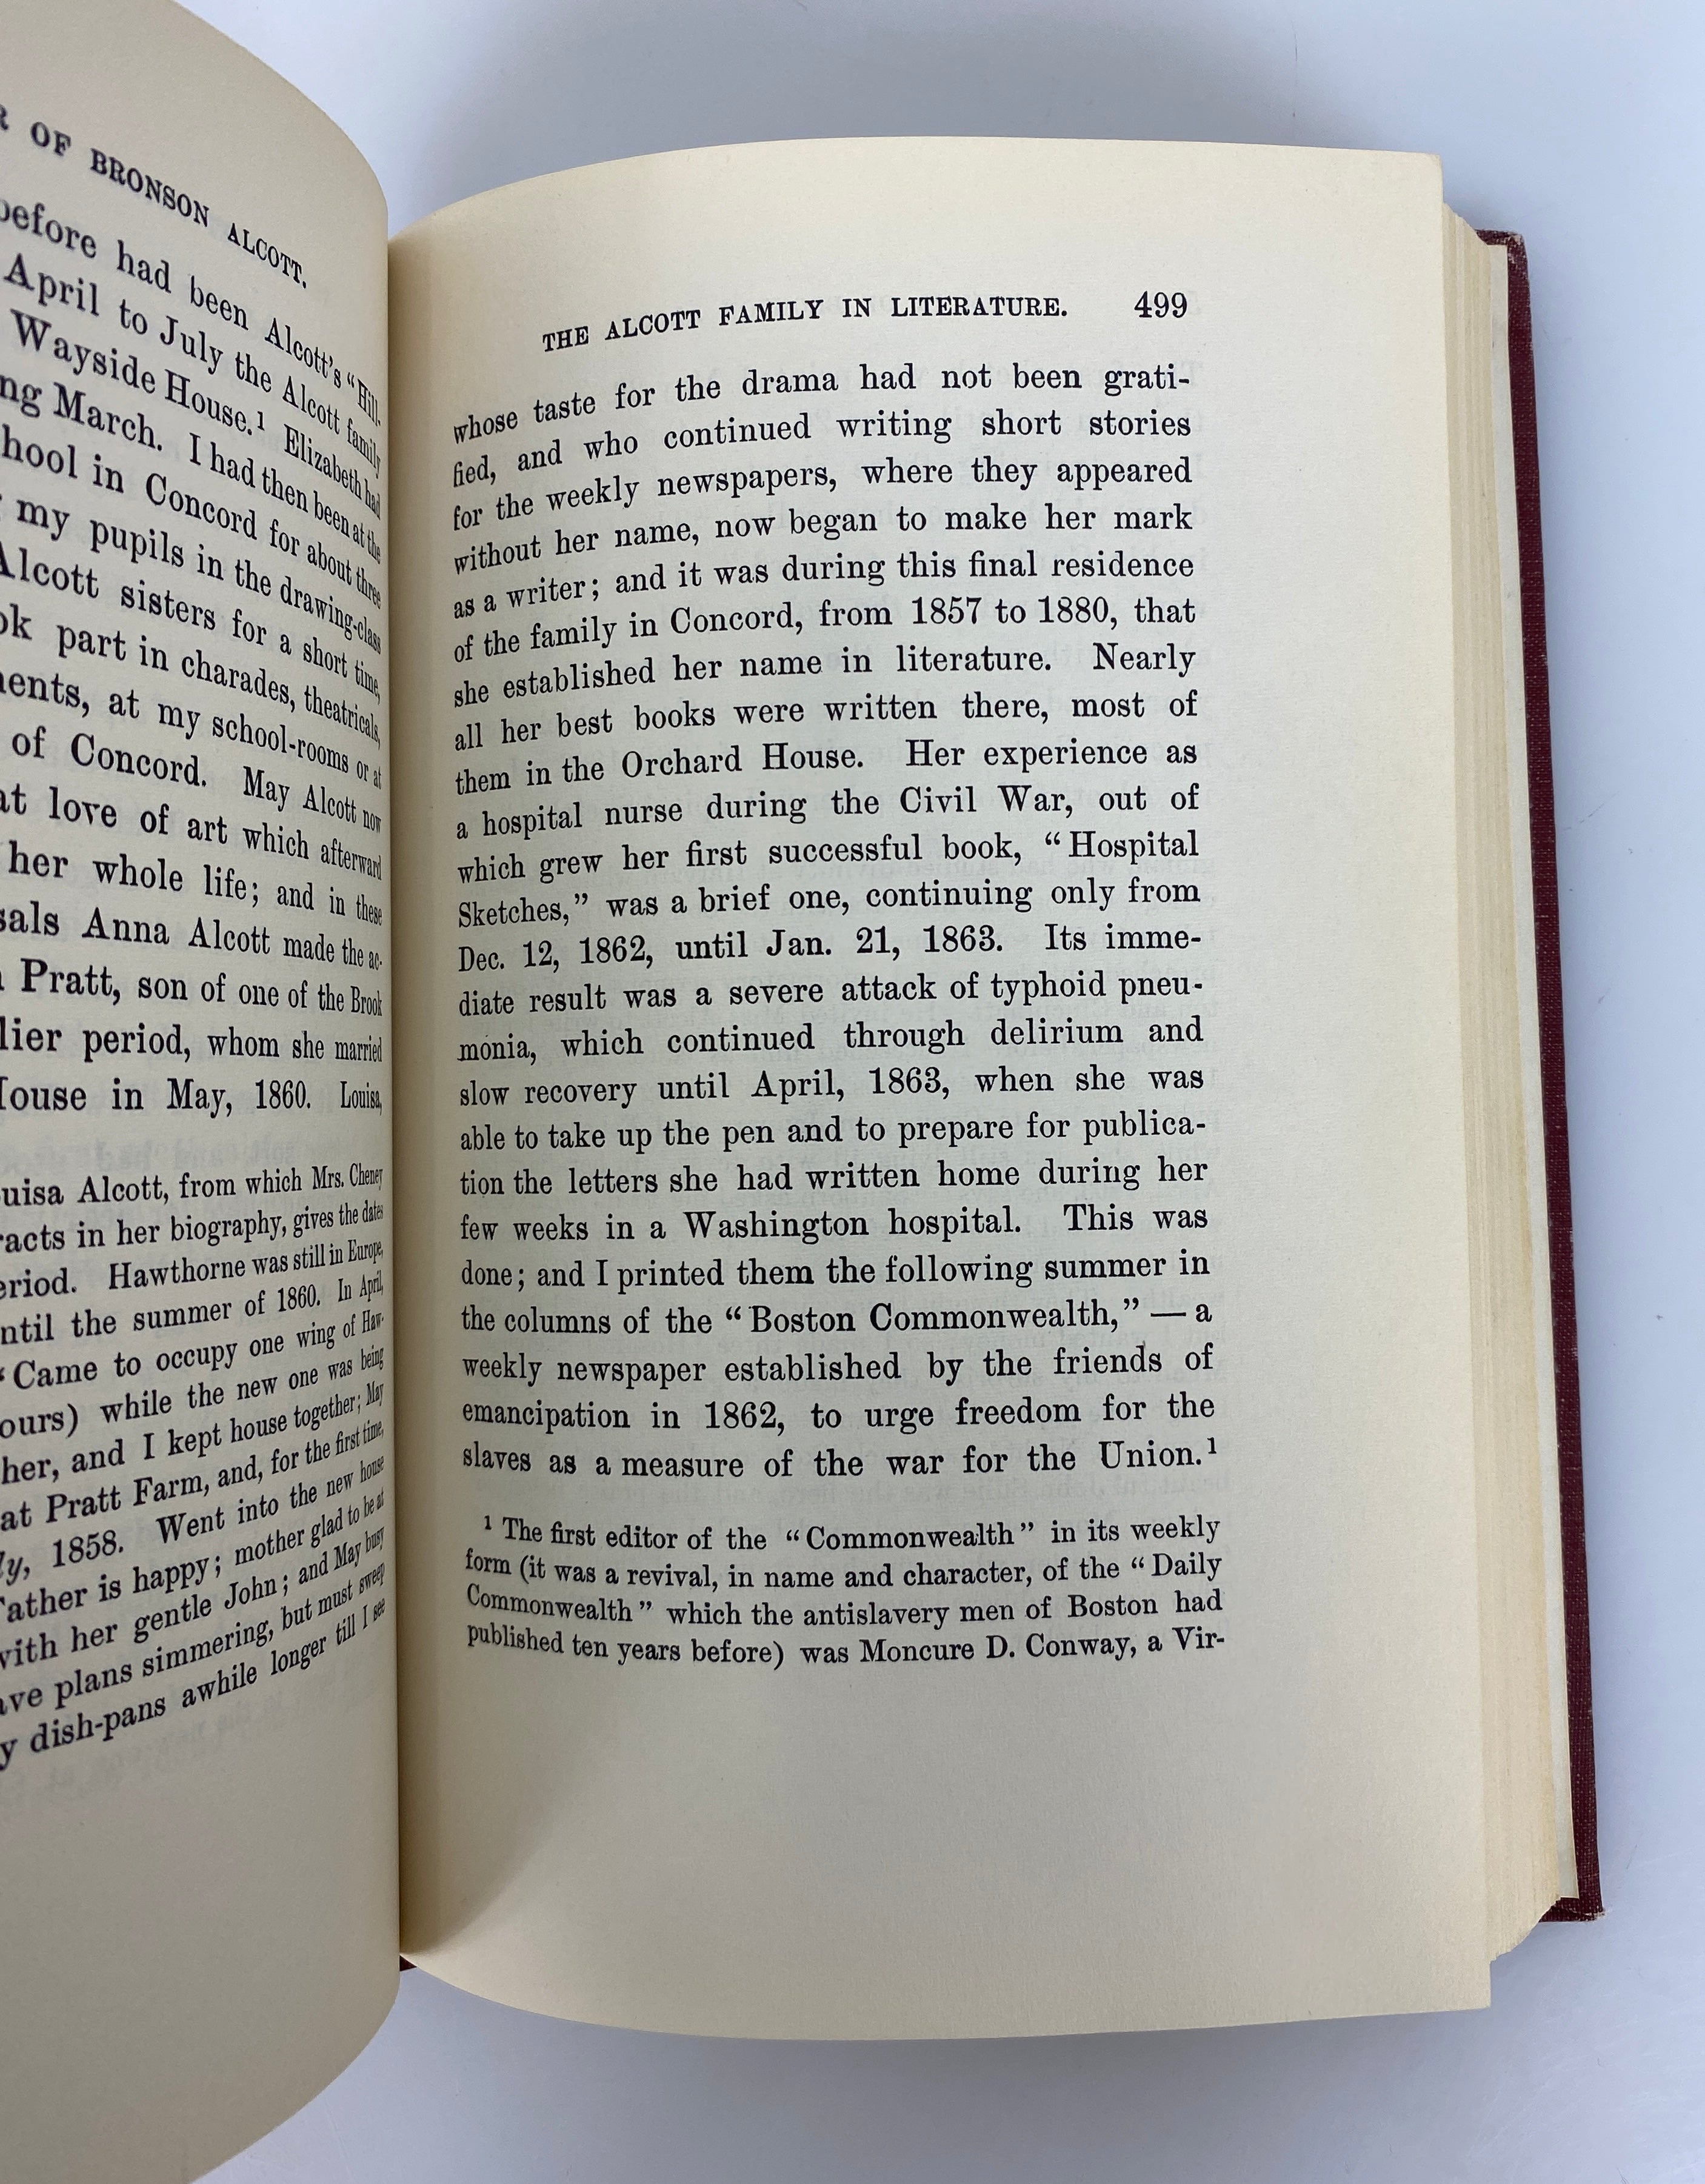 OF BRONSON ALCOTT.
before had been Alcott's "Hill-
April to July the Alcott family
Wayside House.¹ Elizabeth had
March. I had then been at the
in Concord for about three
my pupils in the drawing-class
Alcott sisters for a short time,
part in charades, theatricals,
at my school-rooms or at
of Concord. May Alcott now
love of art which afterward
her whole life; and in these
Anna Alcott made the ac-
Pratt, son of one of the Brook
period, whom she married
in May, 1860. Louisa,
Alcott, from which Mrs. Cheney
in her biography, gives the dates
Hawthorne was still in Europe,
the summer of 1860. In April,
"Came to occupy one wing of Haw-
ours) while the new one was being
her, and I kept house together; May
at Pratt Farm, and, for the first time,
1858. Went into the new house
Father is happy; mother glad to be at
with her gentle John; and May busy
plans simmering, but must sweep
dish-pans awhile longer till I see
THE ALCOTT FAMILY IN LITERATURE. 499
whose taste for the drama had not been grati-
fied, and who continued writing short stories
for the weekly newspapers, where they appeared
without her name, now began to make her mark
as a writer; and it was during this final residence
of the family in Concord, from 1857 to 1880, that
she established her name in literature. Nearly
all her best books were written there, most of
them in the Orchard House. Her experience as
a hospital nurse during the Civil War, out of
which grew her first successful book, "Hospital
Sketches," was a brief one, continuing only from
Dec. 12, 1862, until Jan. 21, 1863. Its imme-
diate result was a severe attack of typhoid pneu-
monia, which continued through delirium and
slow recovery until April, 1863, when she was
able to take up the pen and to prepare for publica-
tion the letters she had written home during her
few weeks in a Washington hospital. This was
done; and I printed them the following summer in
the columns of the "Boston Commonwealth," — a
weekly newspaper established by the friends of
emancipation in 1862, to urge freedom for the
slaves as a measure of the war for the Union.¹
¹ The first editor of the "Commonwealth" in its weekly
form (it was a revival, in name and character, of the "Daily
Commonwealth" which the antislavery men of Boston had
published ten years before) was Moncure D. Conway, a Vir-